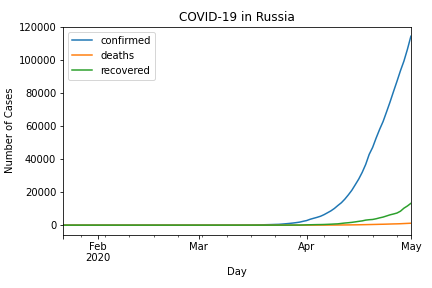 COVID-19 in Russia
confirmed
deaths
recovered
120000
100000
80000
60000
40000
20000
0
Number of Cases
Feb
2020
Mar
Apr
May
Day